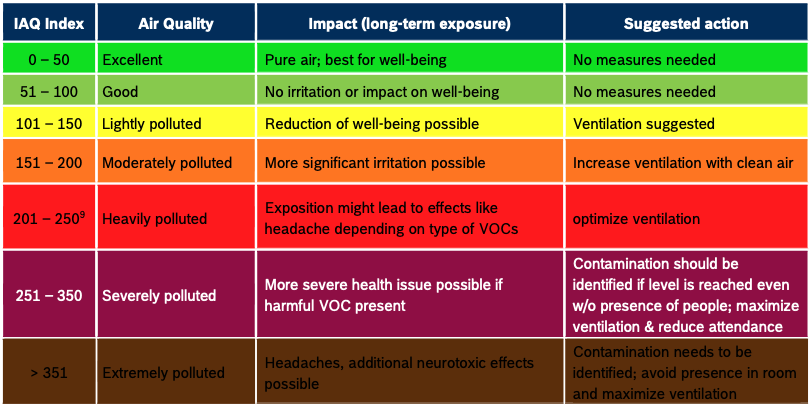 IAQ Index Air Quality Impact (long-term exposure) Suggested action
0 – 50 Excellent Pure air; best for well-being No measures needed
51 – 100 Good No irritation or impact on well-being No measures needed
101 – 150 Lightly polluted Reduction of well-being possible Ventilation suggested
151 – 200 Moderately polluted More significant irritation possible Increase ventilation with clean air
201 – 250⁹ Heavily polluted Exposition might lead to effects like
headache depending on type of VOCs
optimize ventilation
251 – 350 Severely polluted More severe health issue possible if
harmful VOC present
Contamination should be
identified if level is reached even
w/o presence of people; maximize
ventilation & reduce attendance
> 351 Extremely polluted Headaches, additional neurotoxic effects
possible
Contamination needs to be
identified; avoid presence in room
and maximize ventilation